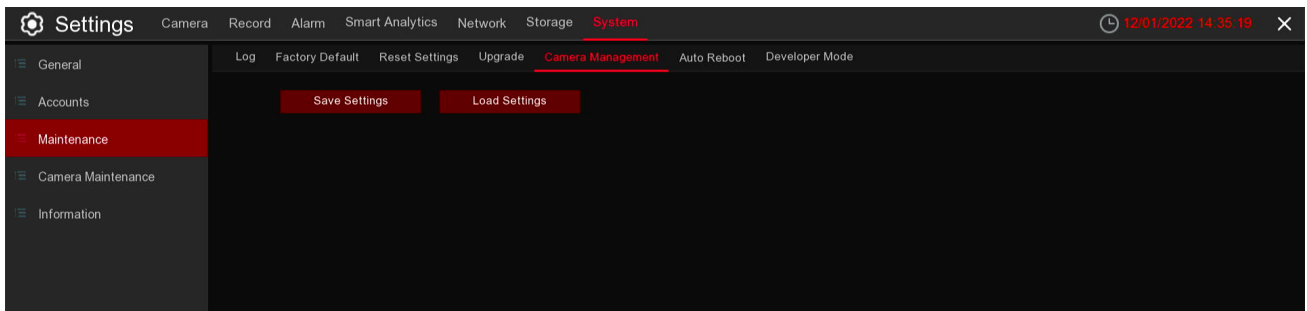 Settings Camera Record Alarm Smart Analytics Network Storage System 12/01/2022 14:35:19
Log Factory Default Reset Settings Upgrade Camera Management Auto Reboot Developer Mode
General
Accounts
Maintenance
Camera Maintenance
Information
Save Settings Load Settings